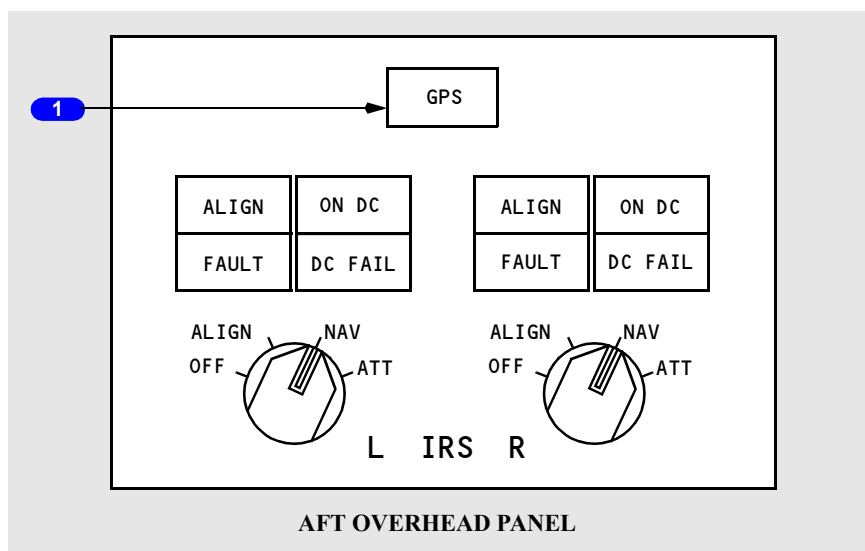 1
GPS
ALIGN ON DC ALIGN ON DC
FAULT DC FAIL FAULT DC FAIL
ALIGN NAV ALIGN NAV
OFF ATT OFF ATT
L IRS R
AFT OVERHEAD PANEL